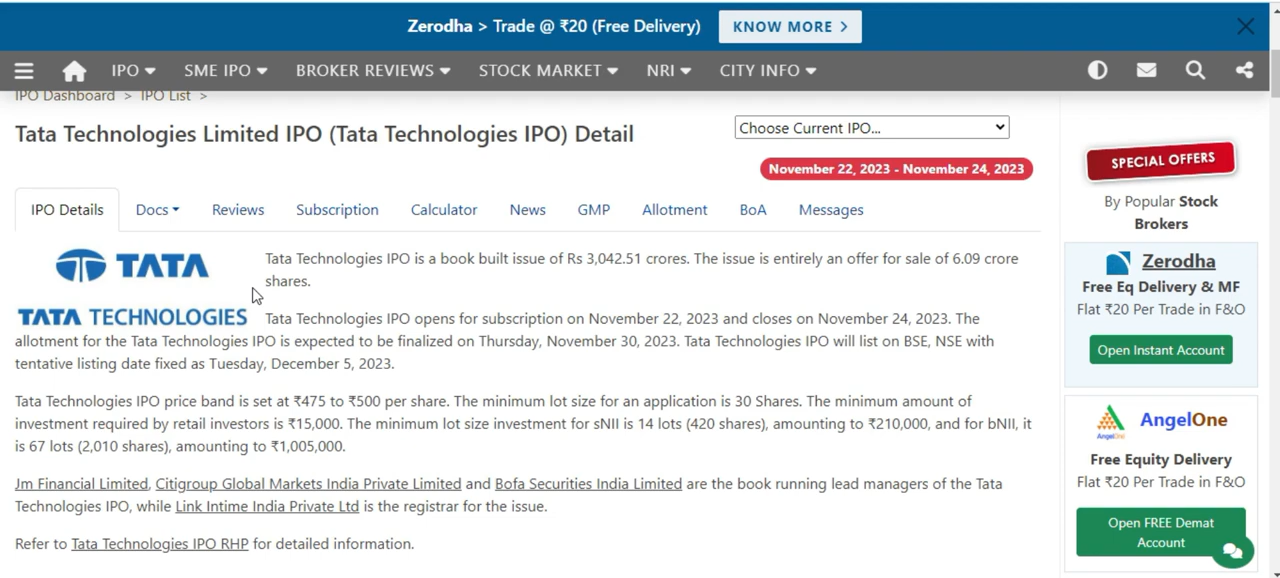 Zerodha > Trade @ ₹20 (Free Delivery) KNOW MORE >
IPO SME IPO BROKER REVIEWS STOCK MARKET NRI CITY INFO
IPO Dashboard > IPO List >
Tata Technologies Limited IPO (Tata Technologies IPO) Detail
Choose Current IPO...
November 22, 2023 - November 24, 2023
IPO Details Docs Reviews Subscription Calculator News GMP Allotment BoA Messages
TATA
TATA TECHNOLOGIES
Tata Technologies IPO is a book built issue of Rs 3,042.51 crores. The issue is entirely an offer for sale of 6.09 crore
shares.
Tata Technologies IPO opens for subscription on November 22, 2023 and closes on November 24, 2023. The
allotment for the Tata Technologies IPO is expected to be finalized on Thursday, November 30, 2023. Tata Technologies IPO will list on BSE, NSE with
tentative listing date fixed as Tuesday, December 5, 2023.
Tata Technologies IPO price band is set at ₹475 to ₹500 per share. The minimum lot size for an application is 30 Shares. The minimum amount of
investment required by retail investors is ₹15,000. The minimum lot size investment for sNII is 14 lots (420 shares), amounting to ₹210,000, and for bNII, it
is 67 lots (2,010 shares), amounting to ₹1,005,000.
Jm Financial Limited, Citigroup Global Markets India Private Limited and Bofa Securities India Limited are the book running lead managers of the Tata
Technologies IPO, while Link Intime India Private Ltd is the registrar for the issue.
Refer to Tata Technologies IPO RHP for detailed information.
SPECIAL OFFERS
By Popular Stock
Brokers
Zerodha
Free Eq Delivery & MF
Flat ₹20 Per Trade in F&O
Open Instant Account
AngelOne
AngelOne
Free Equity Delivery
Flat ₹20 Per Trade in F&O
Open FREE Demat
Account